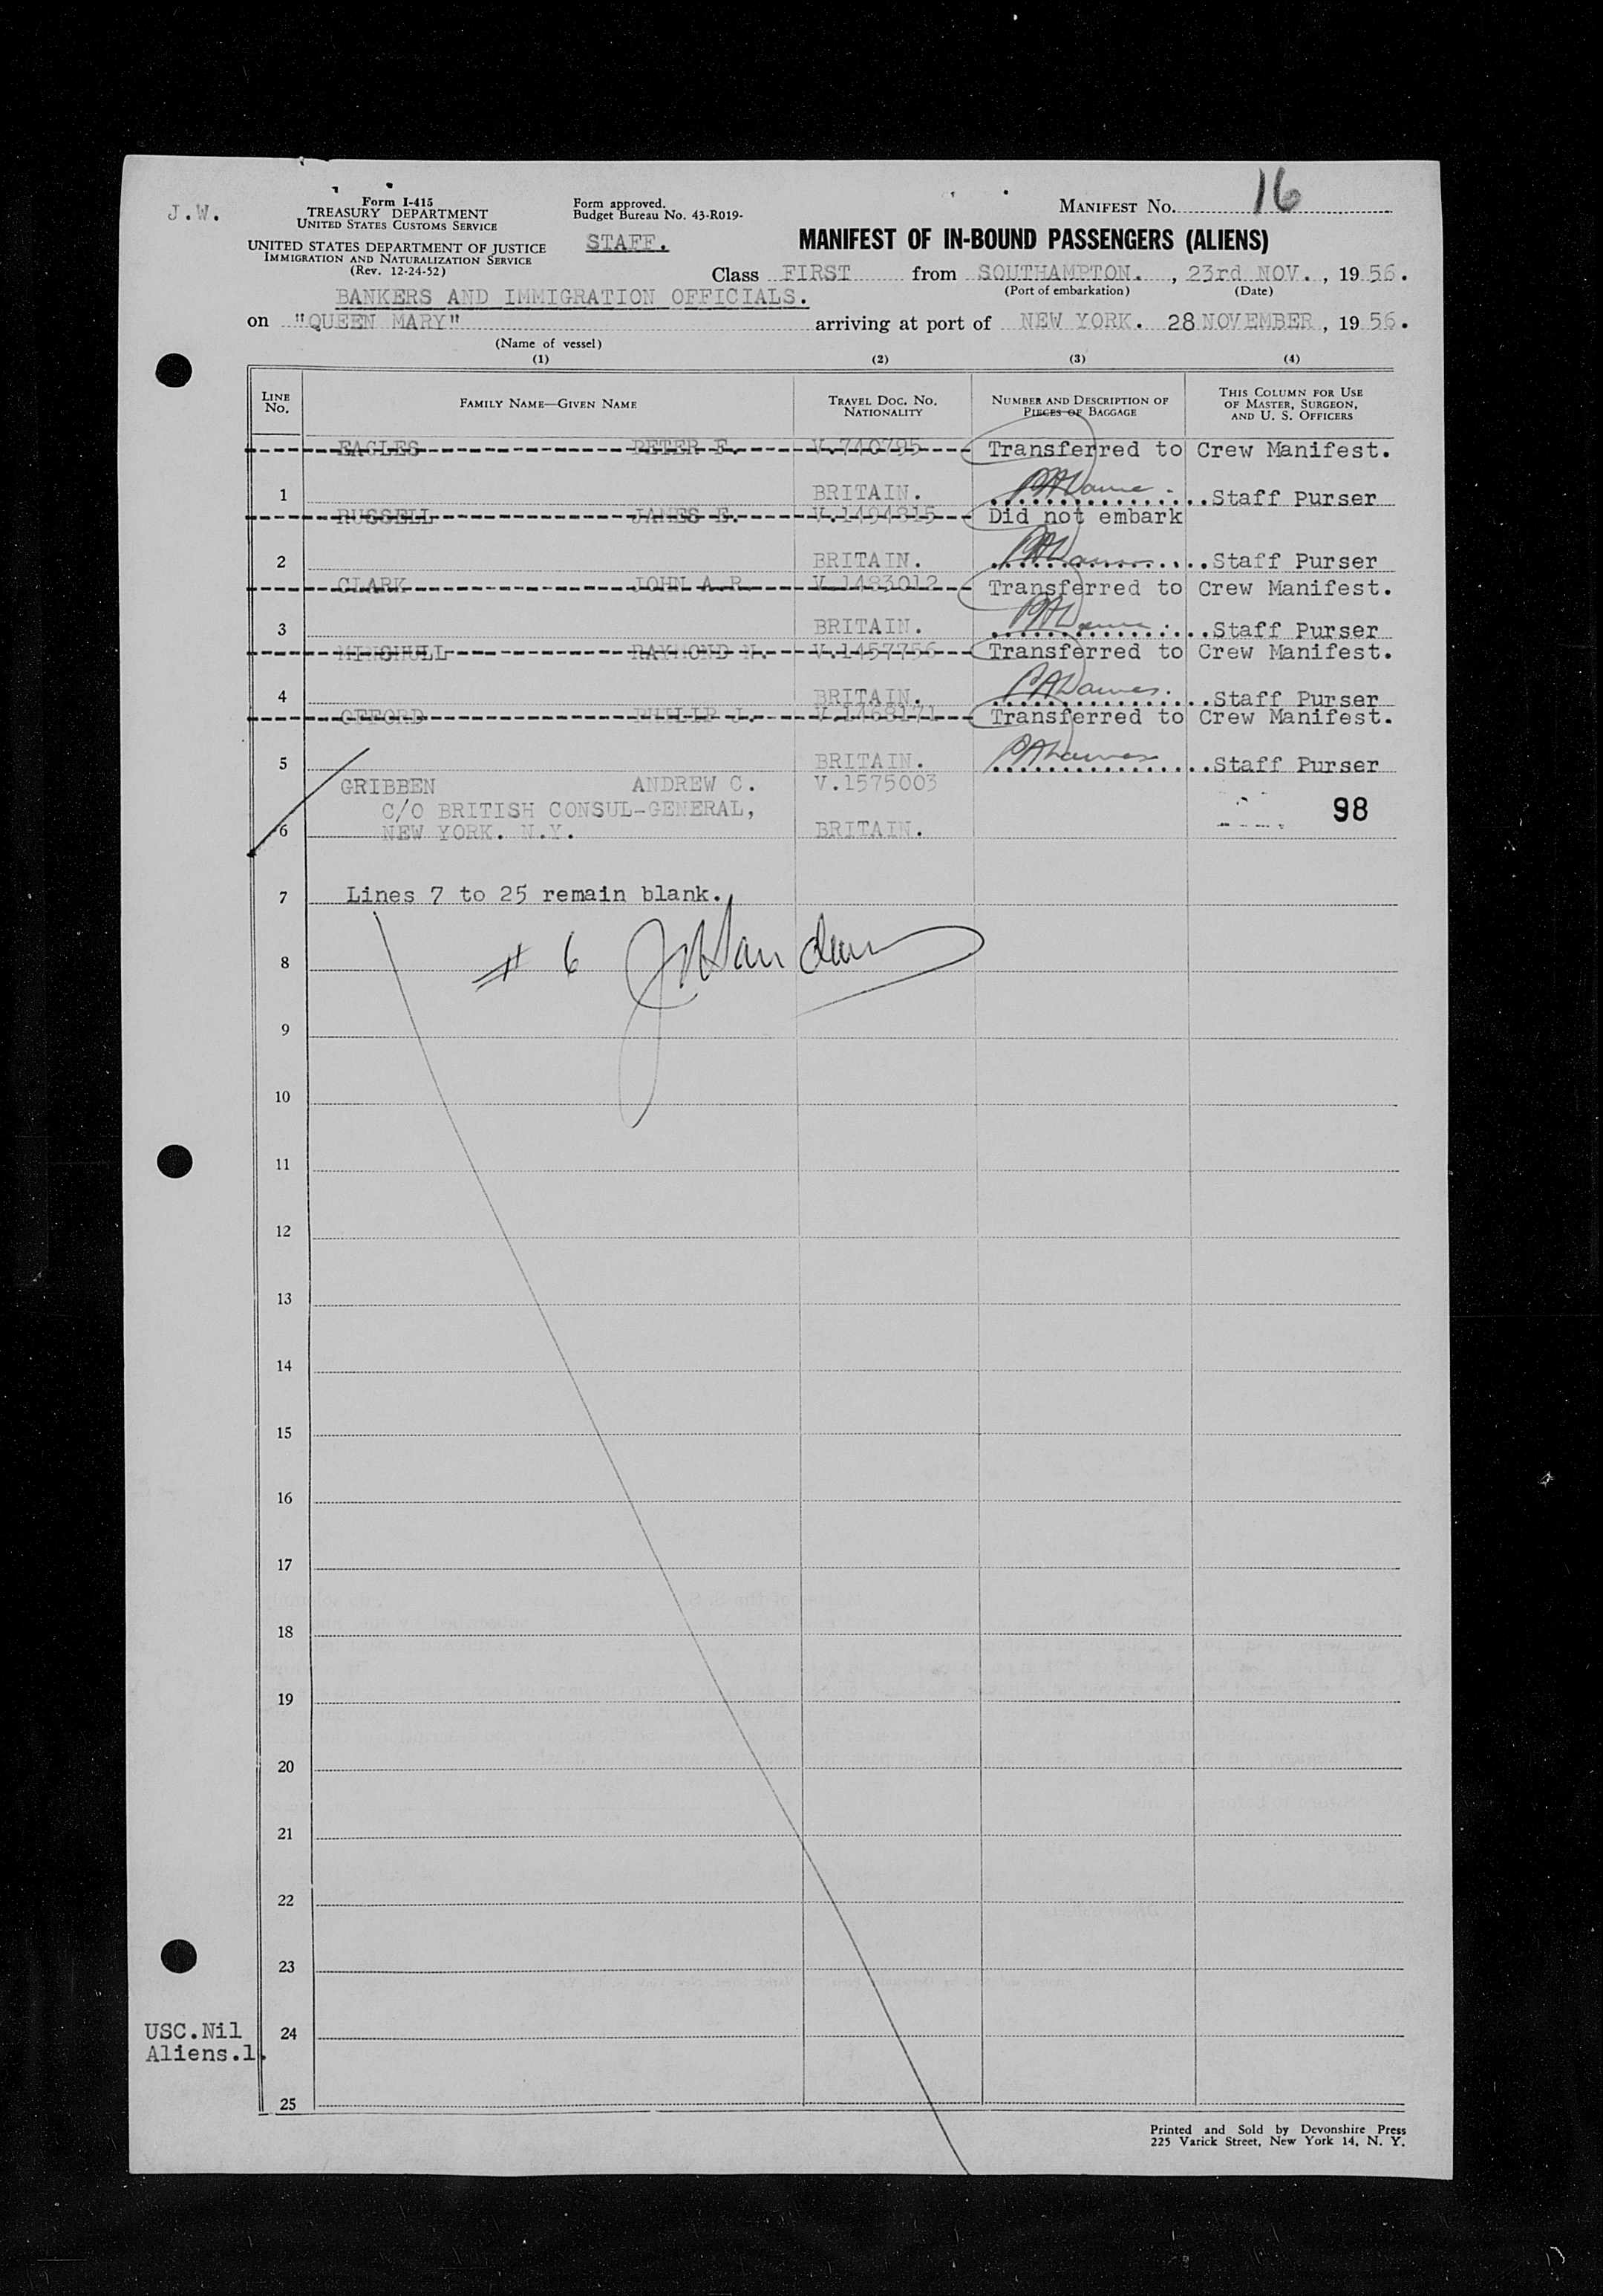 J.W.
Form I-415
TREASURY DEPARTMENT
UNITED STATES CUSTOMS SERVICE
UNITED STATES DEPARTMENT OF JUSTICE
IMMIGRATION AND NATURALIZATION SERVICE
(Rev. 12-24-52)
Form approved.
Budget Bureau No. 43-R019-
STAFF.
MANIFEST NO. 16
MANIFEST OF IN-BOUND PASSENGERS (ALIENS)
Class FIRST from SOUTHAMPTON. , 23rd NOV. , 1956.
(Port of embarkation) (Date)
BANKERS AND IMMIGRATION OFFICIALS.
on "QUEEN MARY" arriving at port of NEW YORK. 28 NOVEMBER , 1956.
(Name of vessel)
(1) (2) (3) (4)
LINE NO. FAMILY NAME—GIVEN NAME TRAVEL DOC. NO. NATIONALITY NUMBER AND DESCRIPTION OF PIECES OF BAGGAGE THIS COLUMN FOR USE OF MASTER, SURGEON, AND U. S. OFFICERS
EAGLES PETER F. V.740795 Transferred to Crew Manifest.
1 BRITAIN. Staff Purser
RUSSELL JAMES E. V.1494815 Did not embark
2 BRITAIN. Staff Purser
CLARK JOHN A.R. V.1483012 Transferred to Crew Manifest.
3 BRITAIN. Staff Purser
MINSHULL RAYMOND N. V.1457756 Transferred to Crew Manifest.
4 BRITAIN. Staff Purser
OFFORD PHILIP J. V.1468171 Transferred to Crew Manifest.
5 BRITAIN. Staff Purser
GRIBBEN ANDREW C. V.1575003
C/O BRITISH CONSUL-GENERAL, 98
6 NEW YORK. N.Y. BRITAIN.
7 Lines 7 to 25 remain blank.
8 # 6
9
10
11
12
13
14
15
16
17
18
19
20
21
22
23
USC.Nil 24
Aliens.1.
25
Printed and Sold by Devonshire Press
225 Varick Street, New York 14, N. Y.